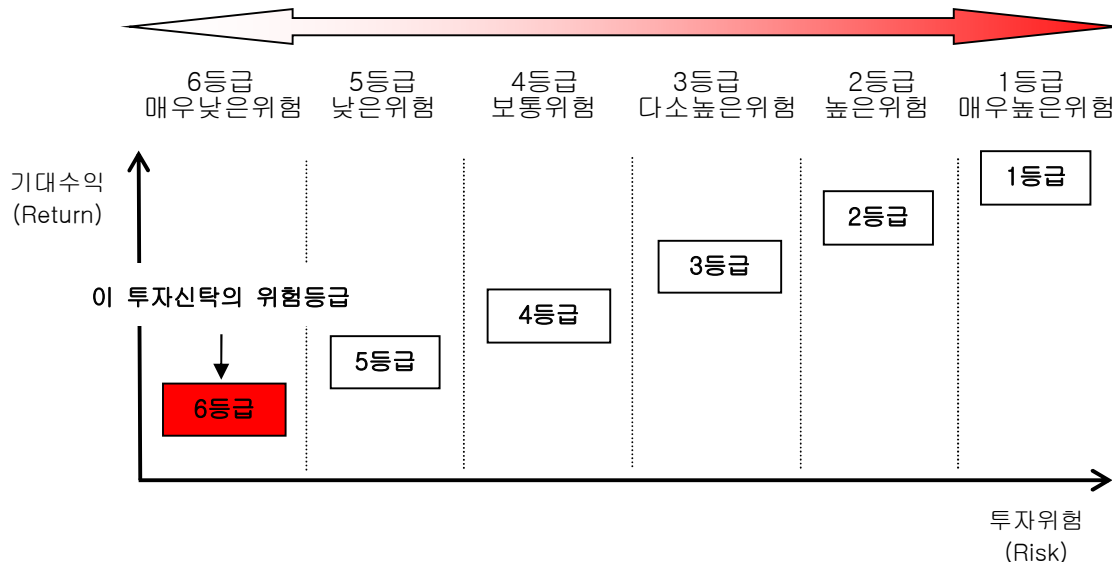 6등급 5등급 4등급 3등급 2등급 1등급
매우낮은위험 낮은위험 보통위험 다소높은위험 높은위험 매우높은위험
기대수익
(Return)
1등급
2등급
3등급
이 투자신탁의 위험등급
4등급
5등급
6등급
투자위험
(Risk)